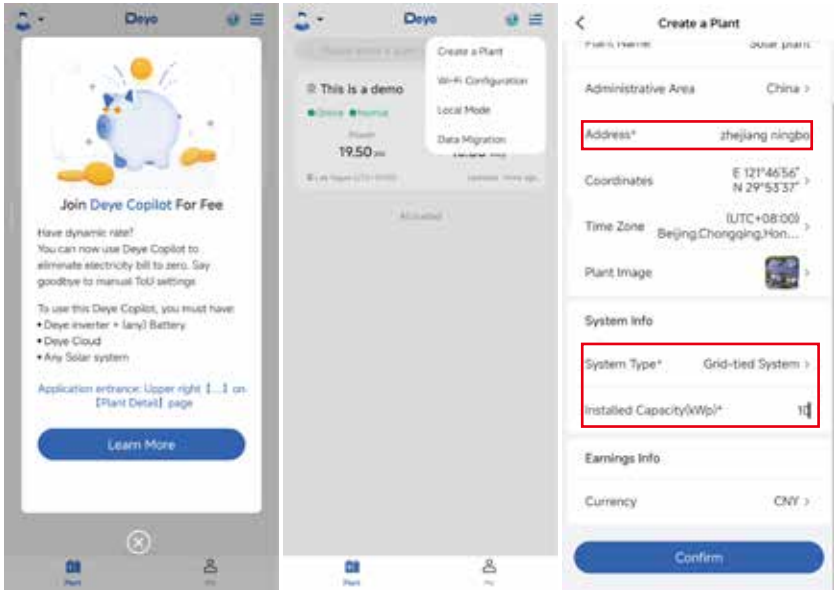 Deye
Join Deye Copilot For Fee
Have dynamic rate?
You can now use Deye Copilot to
eliminate electricity bill to zero. Say
goodbye to manual ToU settings
To use this Deye Copilot, you must have:
• Deye inverter + (any) Battery
• Deye Cloud
• Any Solar system
Application entrance: Upper right 【...】 on
【Plant Detail】 page
Learn More
Plant
Deye
Create a Plant
Wi-Fi Configuration
Local Mode
Data Migration
This is a demo
Online Normal
Power
19.50
All loaded
Plant
Create a Plant
Plant Name Solar plant
Administrative Area China >
Address* zhejiang ningbo
Coordinates E 121°46'56" N 29°53'37" >
Time Zone (UTC+08:00) Beijing,Chongqing,Hon... >
Plant Image >
System Info
System Type* Grid-tied System >
Installed Capacity(kWp)* 10
Earnings Info
Currency CNY >
Confirm